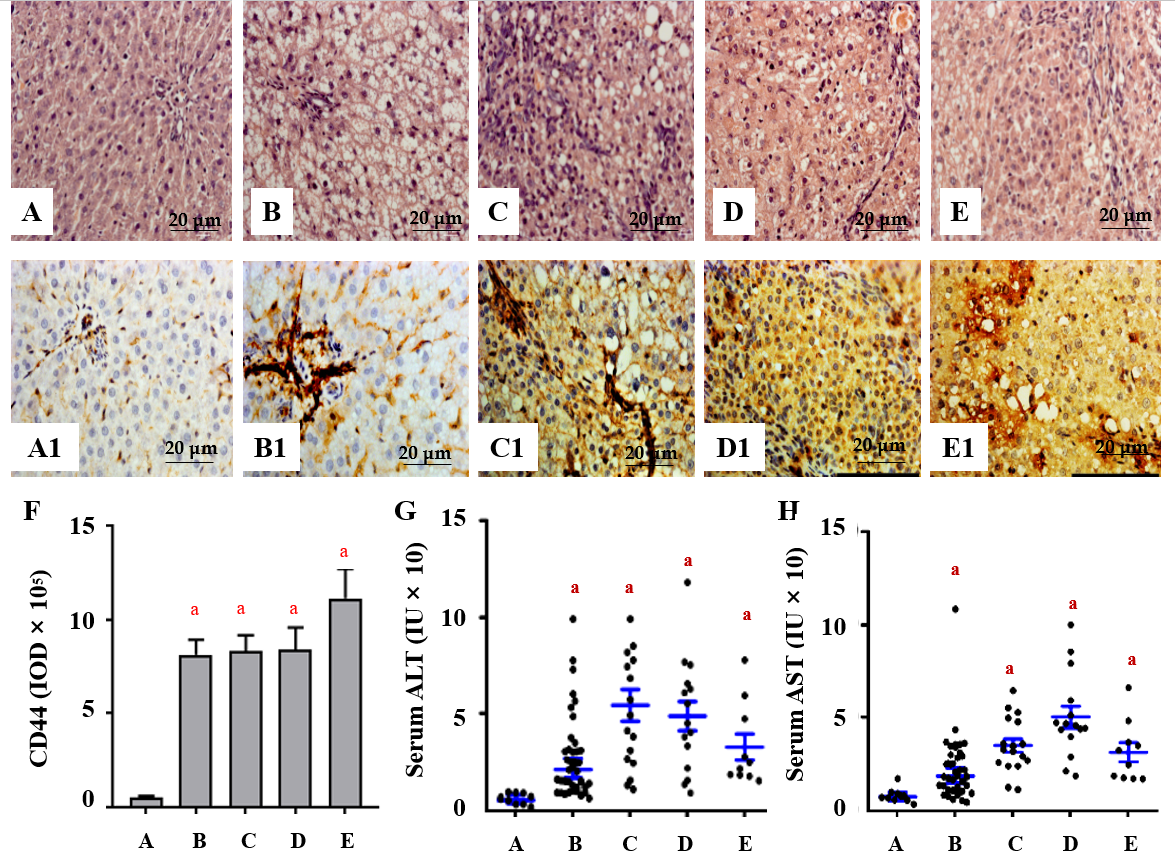 A
20 μm
B
20 μm
C
20 μm
D
20 μm
E
20 μm
A1
20 μm
B1
20 μm
C1
20 μm
D1
20 μm
E1
20 μm
F
CD44 (IOD × 10⁵)
15
10
5
0
a
a
a
a
A
B
C
D
E
G
Serum ALT (IU × 10)
15
10
5
0
a
a
a
a
A
B
C
D
E
H
Serum AST (IU × 10)
15
10
5
0
a
a
a
a
A
B
C
D
E